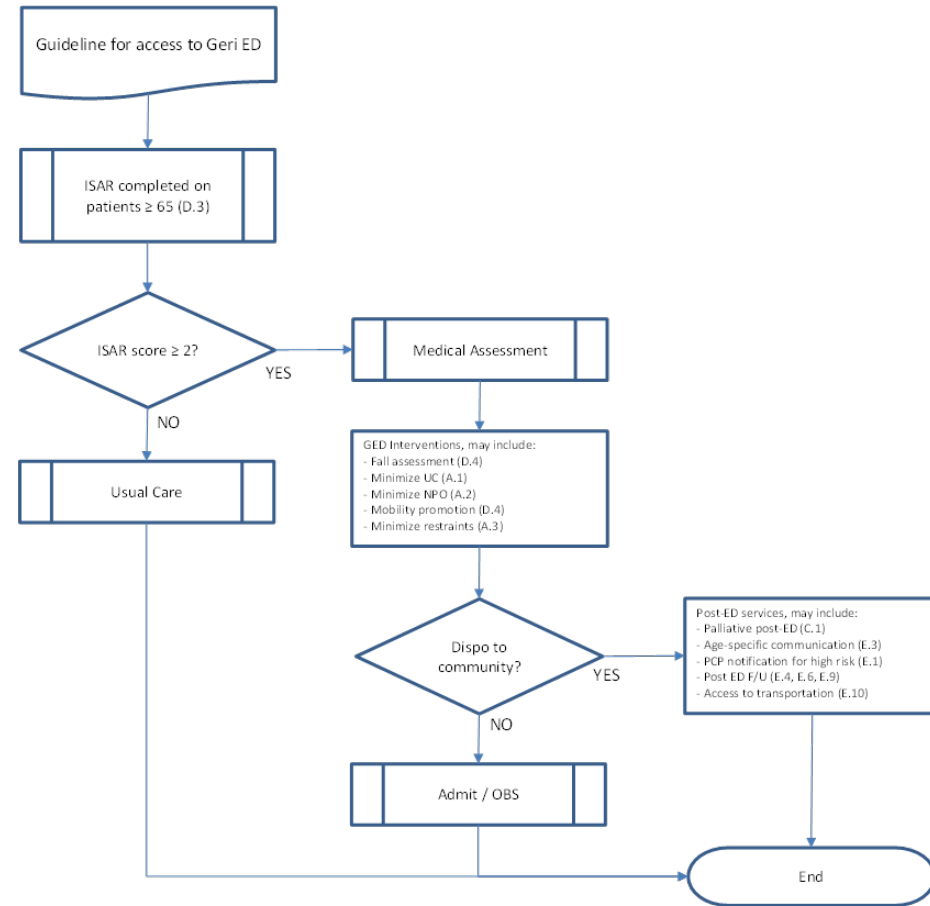 Guideline for access to Geri ED
ISAR completed on
patients ≥ 65 (D.3)
ISAR score ≥ 2?
YES
NO
Medical Assessment
Usual Care
GED Interventions, may include:
- Fall assessment (D.4)
- Minimize UC (A.1)
- Minimize NPO (A.2)
- Mobility promotion (D.4)
- Minimize restraints (A.3)
Dispo to
community?
YES
NO
Post-ED services, may include:
- Palliative post-ED (C.1)
- Age-specific communication (E.3)
- PCP notification for high risk (E.1)
- Post ED F/U (E.4, E.6, E.9)
- Access to transportation (E.10)
Admit / OBS
End